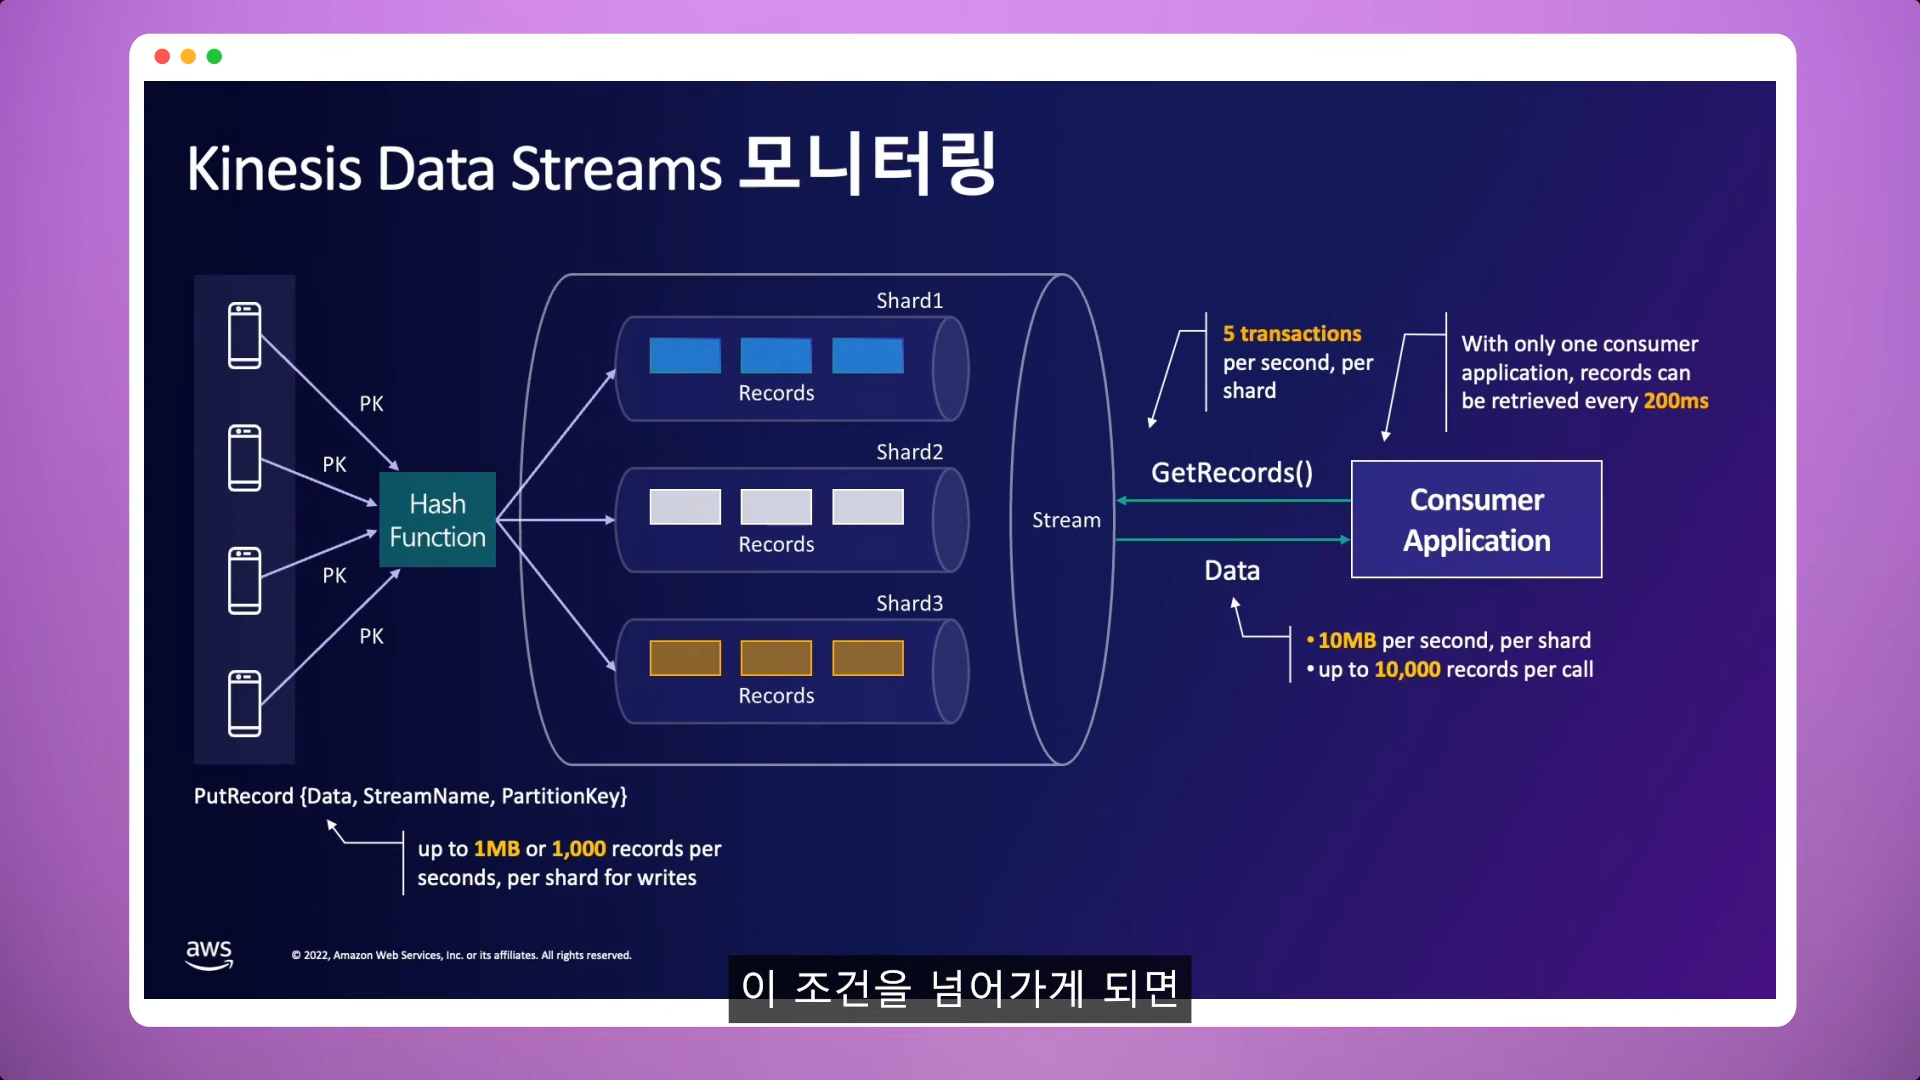 Kinesis Data Streams 모니터링
PK
PK
PK
PK
Hash
Function
Shard1
Records
Shard2
Records
Shard3
Records
Stream
5 transactions
per second, per
shard
With only one consumer
application, records can
be retrieved every 200ms
GetRecords()
Consumer
Application
Data
•10MB per second, per shard
•up to 10,000 records per call
PutRecord {Data, StreamName, PartitionKey}
up to 1MB or 1,000 records per
seconds, per shard for writes
aws
© 2022, Amazon Web Services, Inc. or its affiliates. All rights reserved.
이 조건을 넘어가게 되면